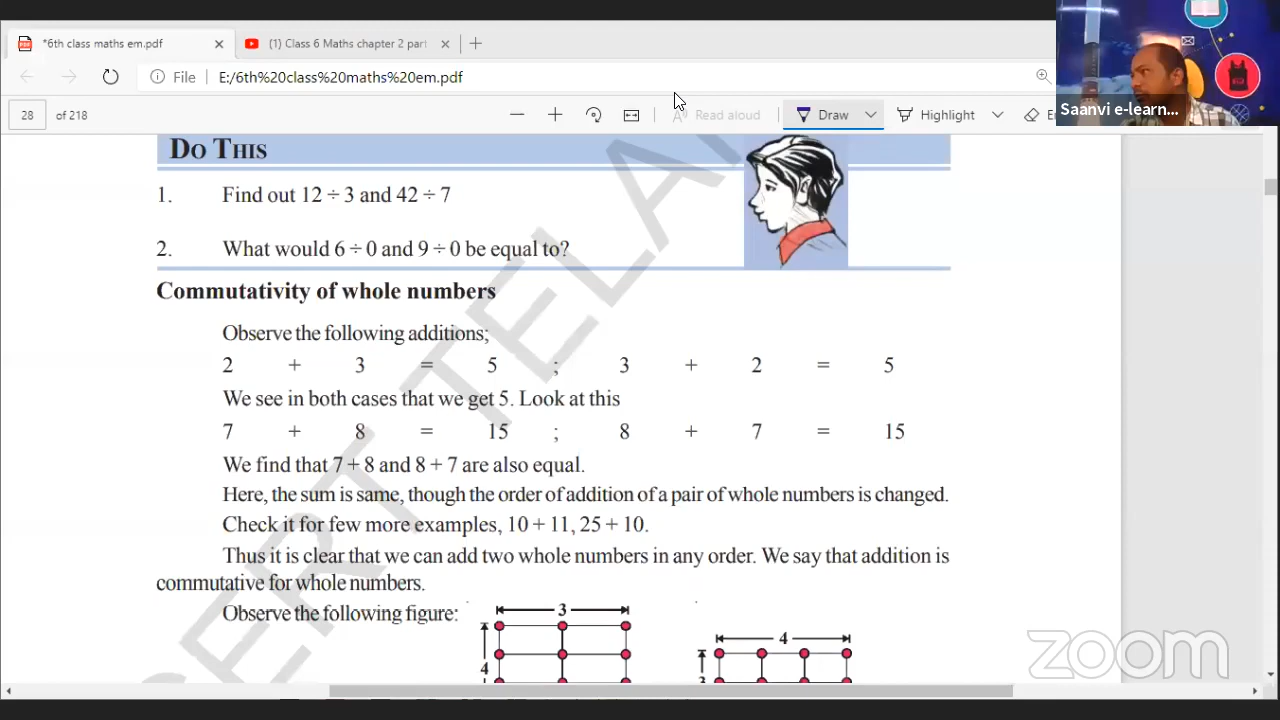 *6th class maths em.pdf
(1) Class 6 Maths chapter 2 part
File E:/6th%20class%20maths%20em.pdf
28 of 218
Read aloud
Draw
Highlight
Saanvi e-learn...
DO THIS
1. Find out 12 ÷ 3 and 42 ÷ 7
2. What would 6 ÷ 0 and 9 ÷ 0 be equal to?
Commutativity of whole numbers
Observe the following additions;
2 + 3 = 5 ; 3 + 2 = 5
We see in both cases that we get 5. Look at this
7 + 8 = 15 ; 8 + 7 = 15
We find that 7 + 8 and 8 + 7 are also equal.
Here, the sum is same, though the order of addition of a pair of whole numbers is changed.
Check it for few more examples, 10 + 11, 25 + 10.
Thus it is clear that we can add two whole numbers in any order. We say that addition is
commutative for whole numbers.
Observe the following figure:
3
4
4
3
zoom